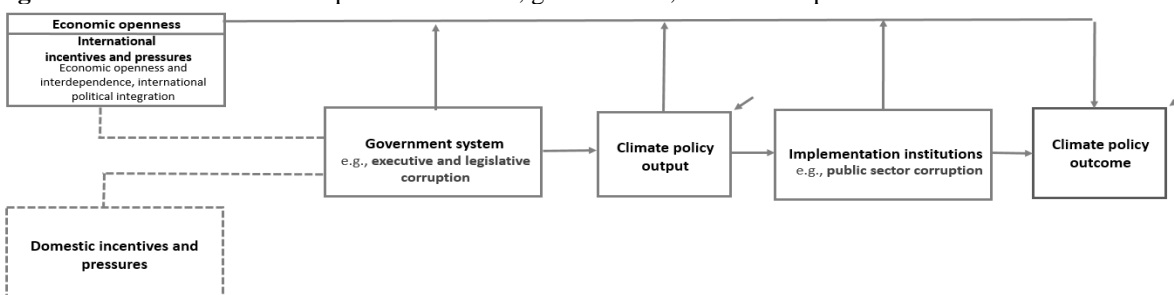 Economic openness
International
incentives and pressures
Economic openness and
interdependence, international
political integration
Government system
e.g., executive and legislative
corruption
Climate policy
output
Implementation institutions
e.g., public sector corruption
Climate policy
outcome
Domestic incentives and
pressures